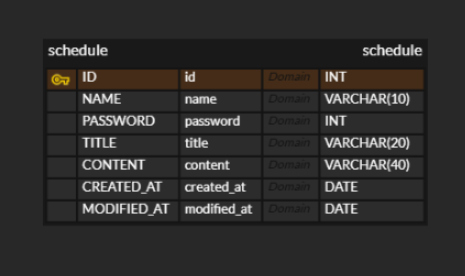 schedule schedule
ID id Domain INT
NAME name Domain VARCHAR(10)
PASSWORD password Domain INT
TITLE title Domain VARCHAR(20)
CONTENT content Domain VARCHAR(40)
CREATED_AT created_at Domain DATE
MODIFIED_AT modified_at Domain DATE